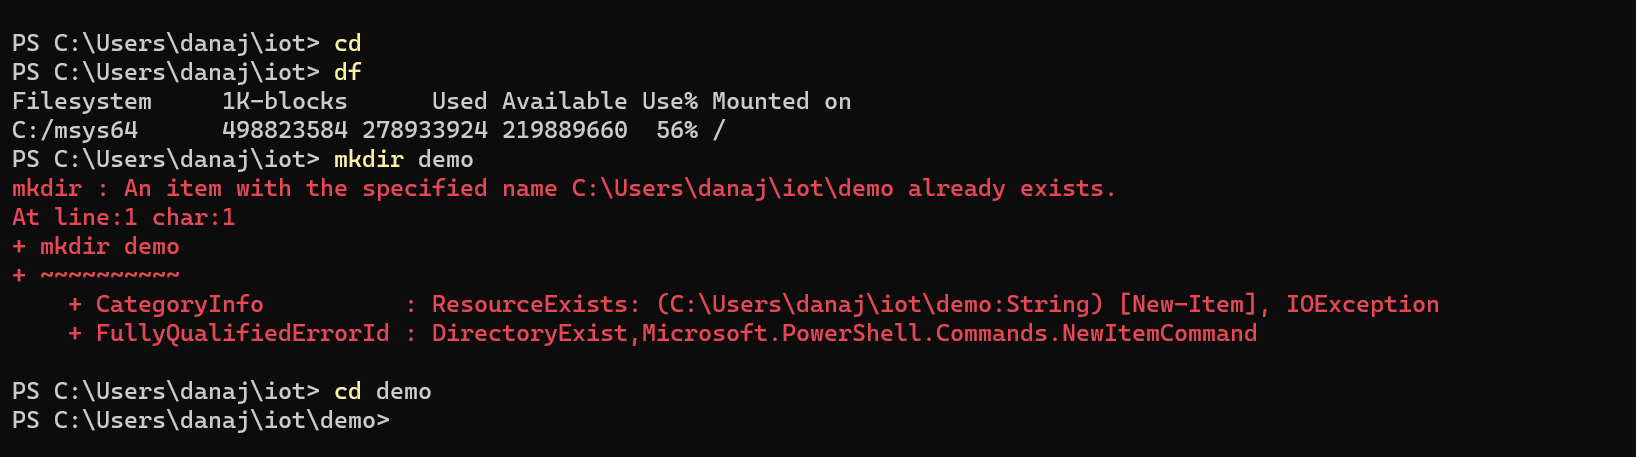 PS C:\Users\danaj\iot> cd
PS C:\Users\danaj\iot> df
Filesystem     1K-blocks      Used Available Use% Mounted on
C:/msys64      498823584 278933924 219889660  56% /
PS C:\Users\danaj\iot> mkdir demo
mkdir : An item with the specified name C:\Users\danaj\iot\demo already exists.
At line:1 char:1
+ mkdir demo
+ ~~~~~~~~~~
    + CategoryInfo          : ResourceExists: (C:\Users\danaj\iot\demo:String) [New-Item], IOException
    + FullyQualifiedErrorId : DirectoryExist,Microsoft.PowerShell.Commands.NewItemCommand

PS C:\Users\danaj\iot> cd demo
PS C:\Users\danaj\iot\demo>